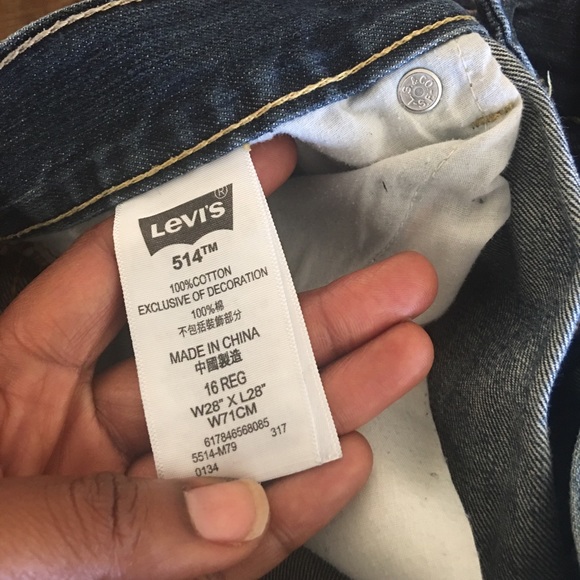 Levi's®
514™
100%COTTON
EXCLUSIVE OF DECORATION
100%棉
不包括裝飾部分
MADE IN CHINA
中國製造
16 REG
W28" X L28"
W71CM
617846568085
5514-M79 317
0134